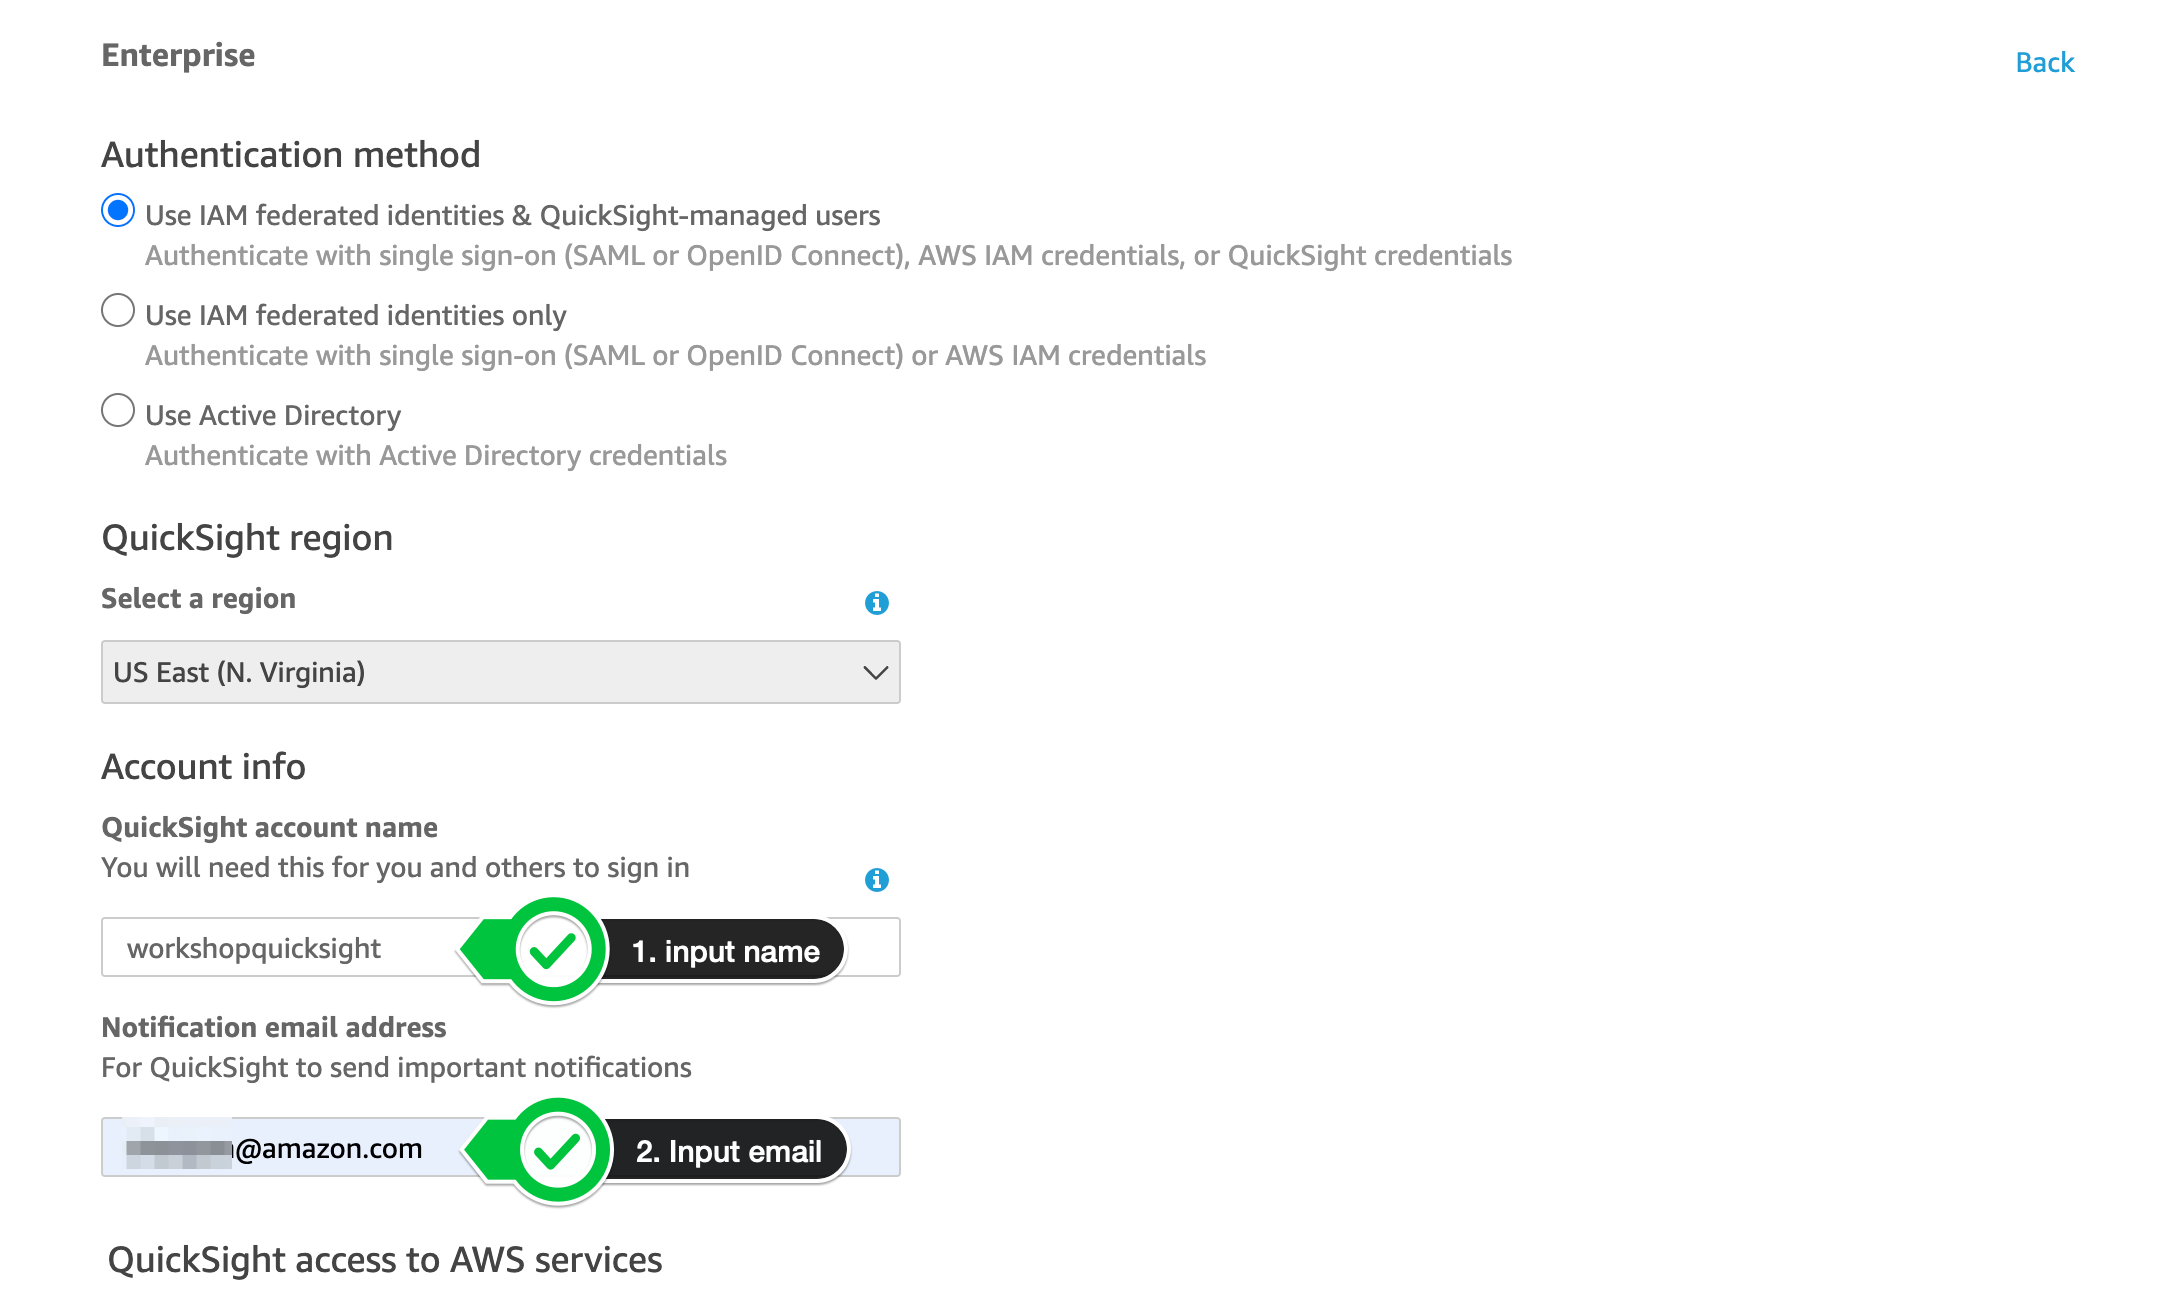 Enterprise
Back
Authentication method
Use IAM federated identities & QuickSight-managed users
Authenticate with single sign-on (SAML or OpenID Connect), AWS IAM credentials, or QuickSight credentials
Use IAM federated identities only
Authenticate with single sign-on (SAML or OpenID Connect) or AWS IAM credentials
Use Active Directory
Authenticate with Active Directory credentials
QuickSight region
Select a region
US East (N. Virginia)
Account info
QuickSight account name
You will need this for you and others to sign in
workshopquicksight
1. input name
Notification email address
For QuickSight to send important notifications
@amazon.com
2. Input email
QuickSight access to AWS services